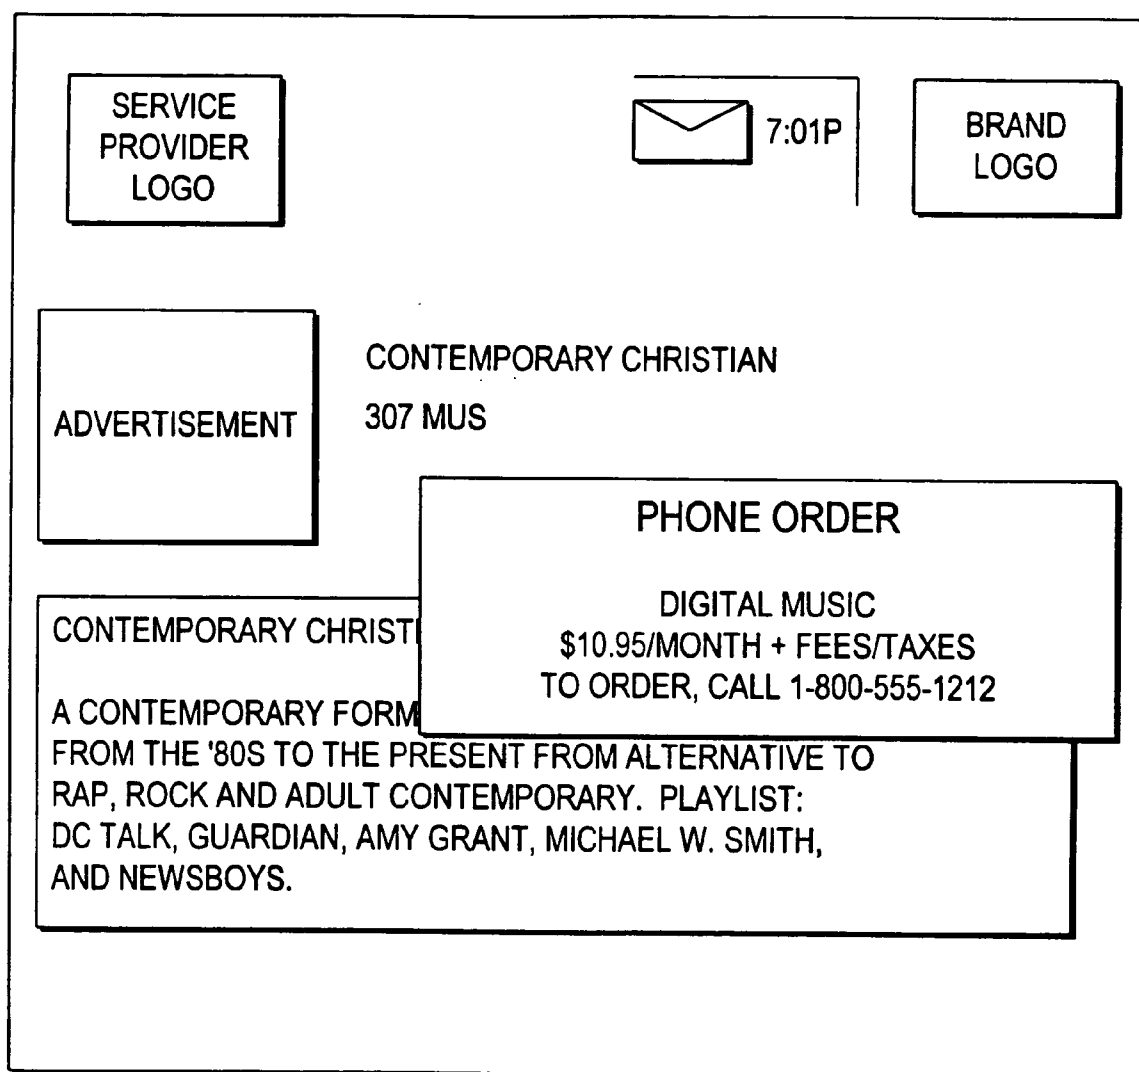 SERVICE
PROVIDER
LOGO
7:01P
BRAND
LOGO
ADVERTISEMENT
CONTEMPORARY CHRISTIAN
307 MUS
PHONE ORDER
DIGITAL MUSIC
$10.95/MONTH + FEES/TAXES
TO ORDER, CALL 1-800-555-1212
CONTEMPORARY CHRISTI
A CONTEMPORARY FORM
FROM THE '80S TO THE PRESENT FROM ALTERNATIVE TO
RAP, ROCK AND ADULT CONTEMPORARY. PLAYLIST:
DC TALK, GUARDIAN, AMY GRANT, MICHAEL W. SMITH,
AND NEWSBOYS.